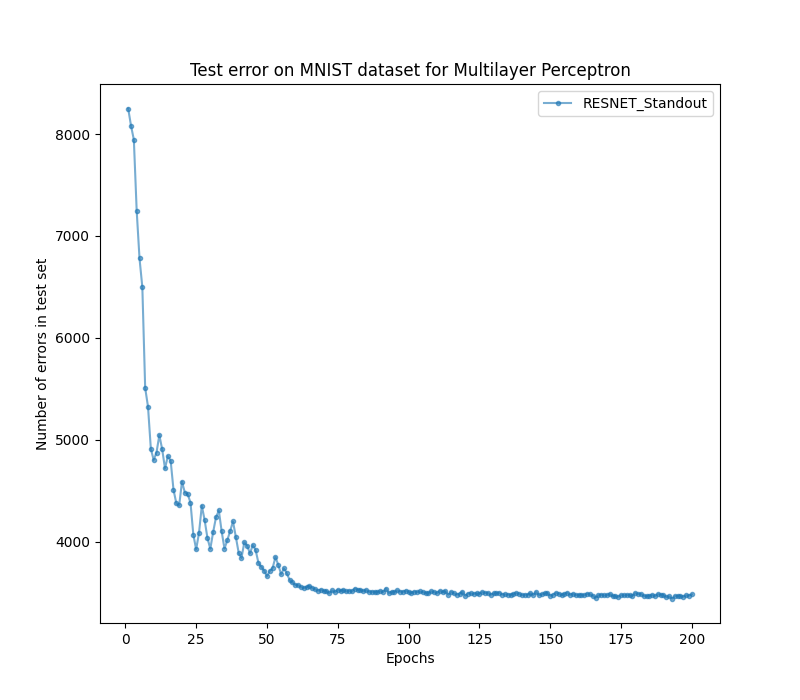 Test error on MNIST dataset for Multilayer Perceptron
RESNET_Standout
8000
7000
6000
5000
4000
Number of errors in test set
0 25 50 75 100 125 150 175 200
Epochs